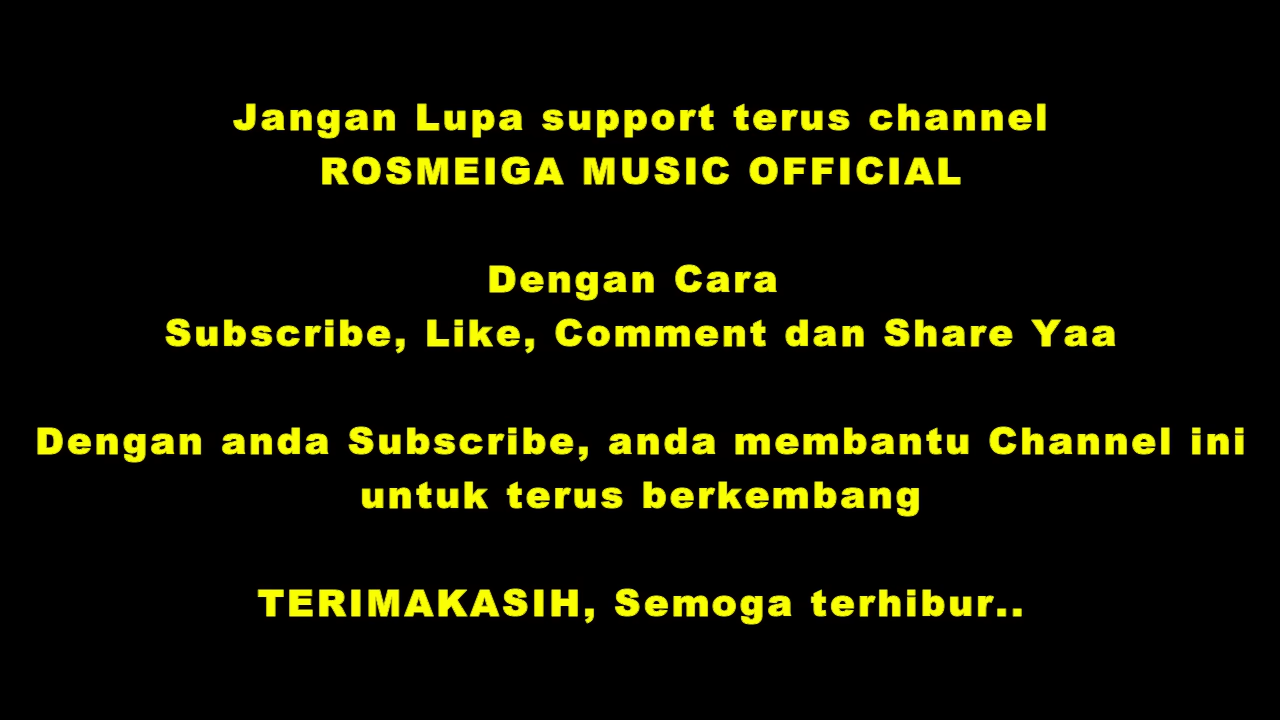 Jangan Lupa support terus channel
ROSMEIGA MUSIC OFFICIAL
Dengan Cara
Subscribe, Like, Comment dan Share Yaa
Dengan anda Subscribe, anda membantu Channel ini
untuk terus berkembang
TERIMAKASIH, Semoga terhibur..